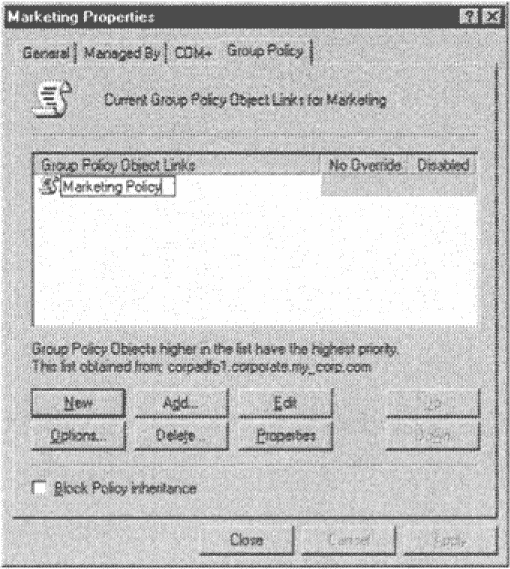 Marketing Properties
General Managed By COM+ Group Policy
Current Group Policy Object Links for Marketing
Group Policy Object Links No Override Disabled
Marketing Policy
Group Policy Objects higher in the list have the highest priority.
This list obtained from: corpadfp1.corporate.my_corp.com
New Add... Edit Up
Options... Delete... Properties Down
Block Policy inheritance
Close Cancel Apply